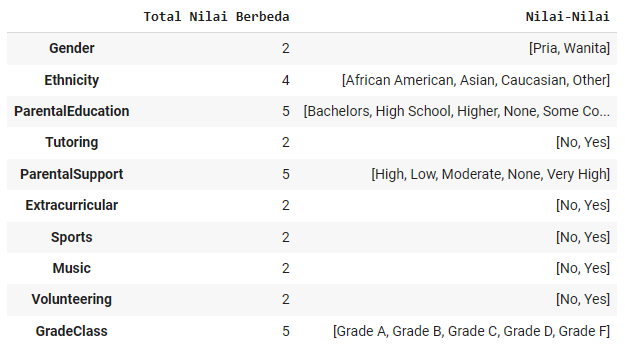 Total Nilai Berbeda Nilai-Nilai
Gender 2 [Pria, Wanita]
Ethnicity 4 [African American, Asian, Caucasian, Other]
ParentalEducation 5 [Bachelors, High School, Higher, None, Some Co...
Tutoring 2 [No, Yes]
ParentalSupport 5 [High, Low, Moderate, None, Very High]
Extracurricular 2 [No, Yes]
Sports 2 [No, Yes]
Music 2 [No, Yes]
Volunteering 2 [No, Yes]
GradeClass 5 [Grade A, Grade B, Grade C, Grade D, Grade F]